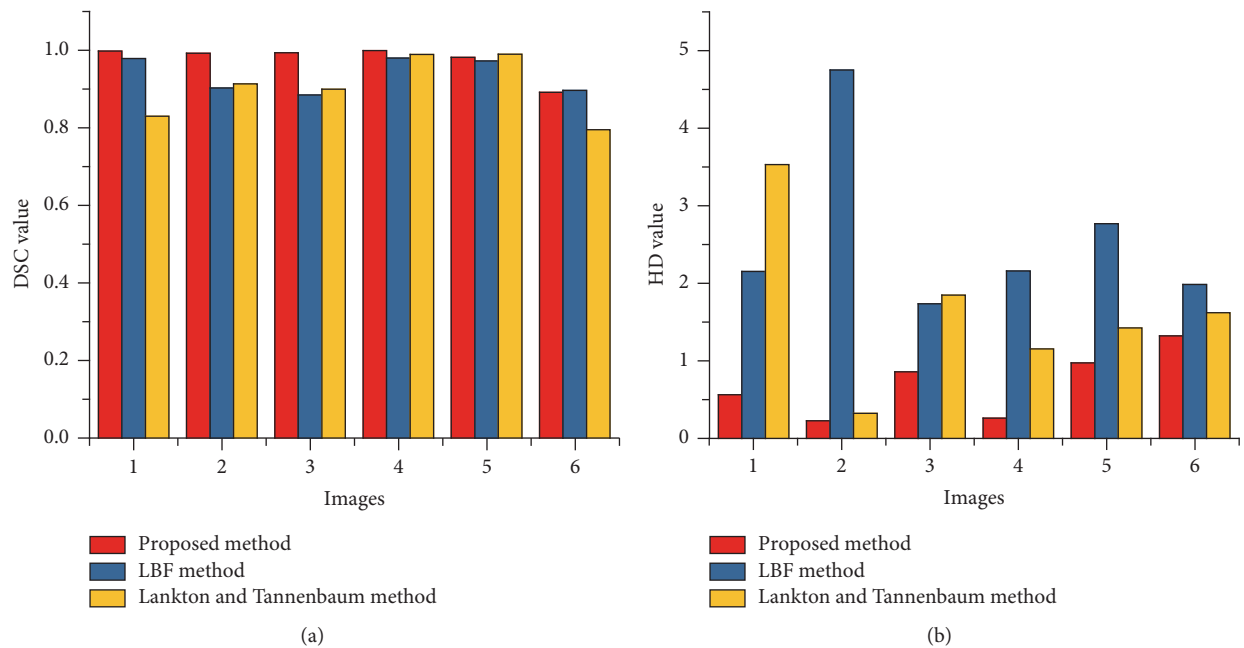 1.0
0.8
0.6
0.4
0.2
0.0
DSC value
1 2 3 4 5 6
Images
Proposed method
LBF method
Lankton and Tannenbaum method
(a)
5
4
3
2
1
0
HD value
1 2 3 4 5 6
Images
Proposed method
LBF method
Lankton and Tannenbaum method
(b)